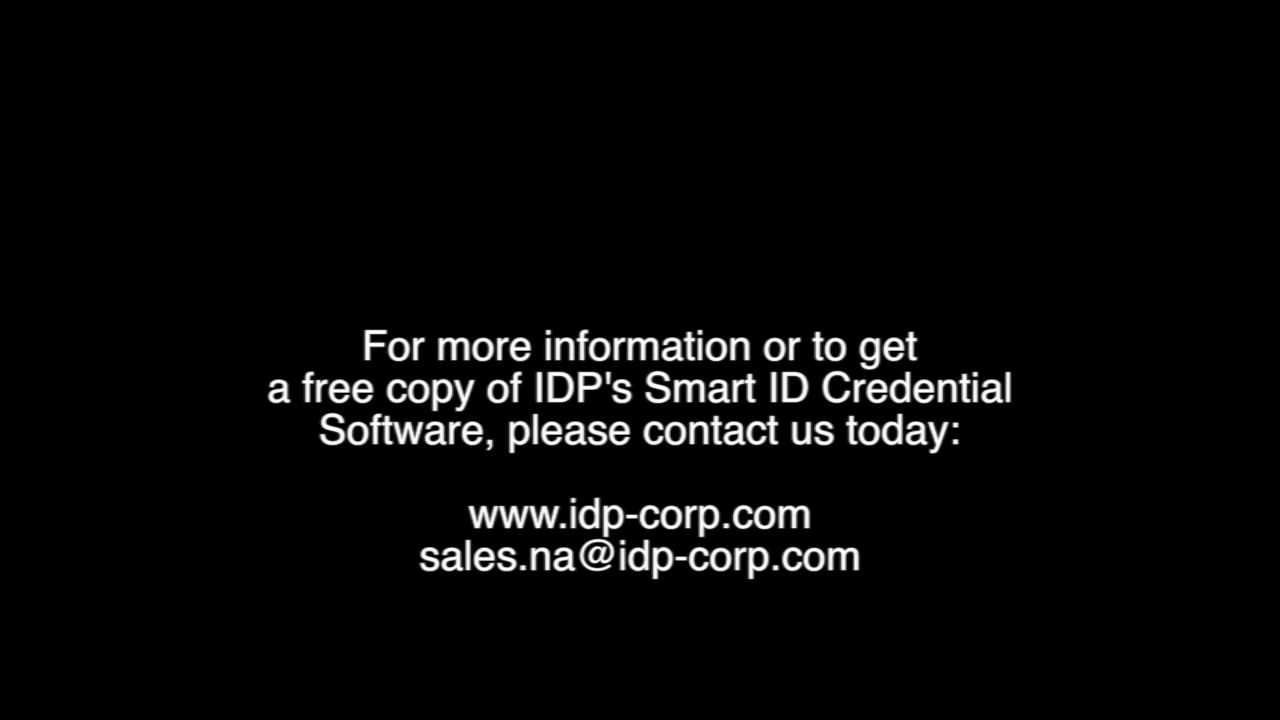 For more information or to get
a free copy of IDP's Smart ID Credential
Software, please contact us today:
www.idp-corp.com
sales.na@idp-corp.com